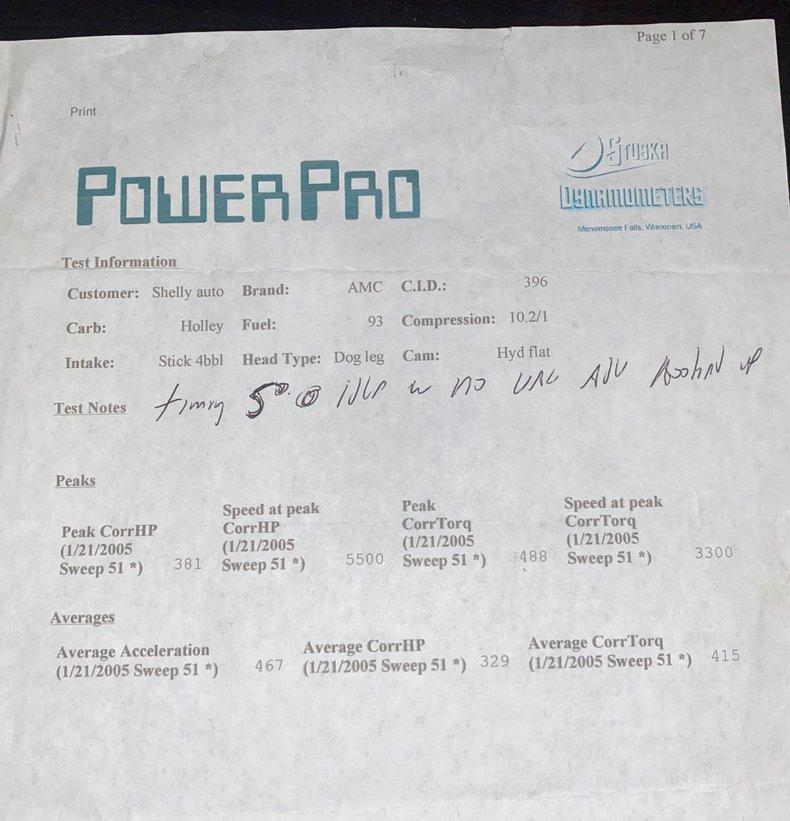 Page 1 of 7
Print
POWERPRO
STUSKA
DYNAMOMETERS
Menomonee Falls, Wisconsin, USA
Test Information
Customer: Shelly auto Brand: AMC C.I.D.: 396
Carb: Holley Fuel: 93 Compression: 10.2/1
Intake: Stick 4bbl Head Type: Dog leg Cam: Hyd flat
Test Notes timing 5° @ idle w no vac adv hooked up
Peaks
Peak CorrHP (1/21/2005 Sweep 51 *) 381 Speed at peak CorrHP (1/21/2005 Sweep 51 *) 5500 Peak CorrTorq (1/21/2005 Sweep 51 *) 488 Speed at peak CorrTorq (1/21/2005 Sweep 51 *) 3300
Averages
Average Acceleration (1/21/2005 Sweep 51 *) 467 Average CorrHP (1/21/2005 Sweep 51 *) 329 Average CorrTorq (1/21/2005 Sweep 51 *) 415